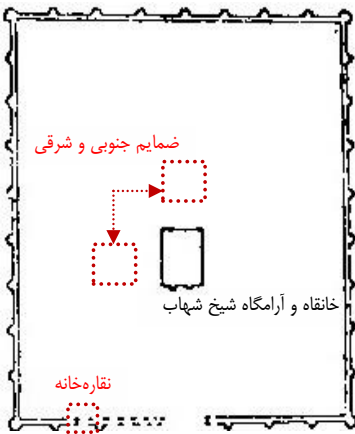 ضمایم جنوبی و شرقی
خانقاه و آرامگاه شیخ شهاب
نقاره‌خانه